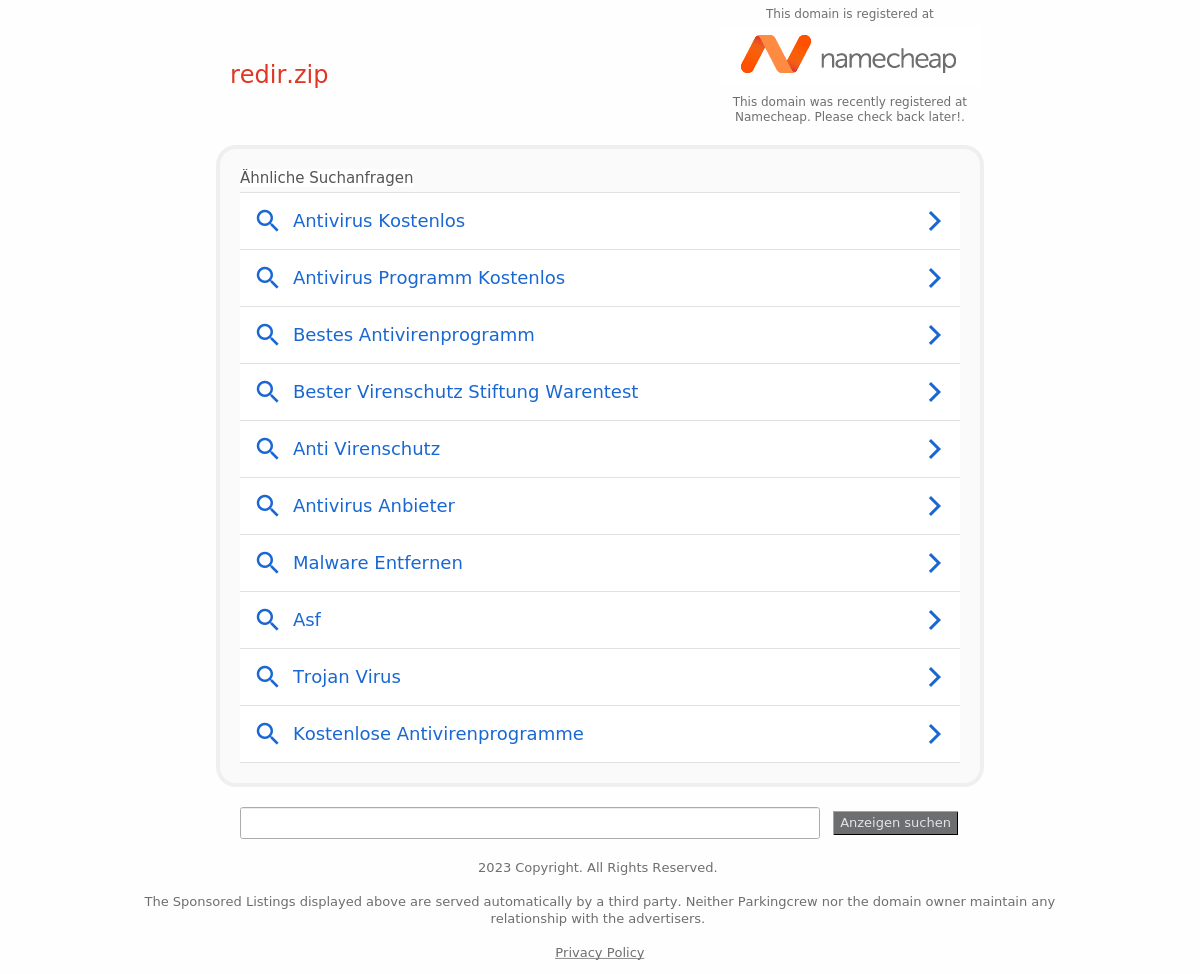 This domain is registered at
namecheap
redir.zip
This domain was recently registered at
Namecheap. Please check back later!.
Ähnliche Suchanfragen
Antivirus Kostenlos
Antivirus Programm Kostenlos
Bestes Antivirenprogramm
Bester Virenschutz Stiftung Warentest
Anti Virenschutz
Antivirus Anbieter
Malware Entfernen
Asf
Trojan Virus
Kostenlose Antivirenprogramme
Anzeigen suchen
2023 Copyright. All Rights Reserved.
The Sponsored Listings displayed above are served automatically by a third party. Neither Parkingcrew nor the domain owner maintain any
relationship with the advertisers.
Privacy Policy